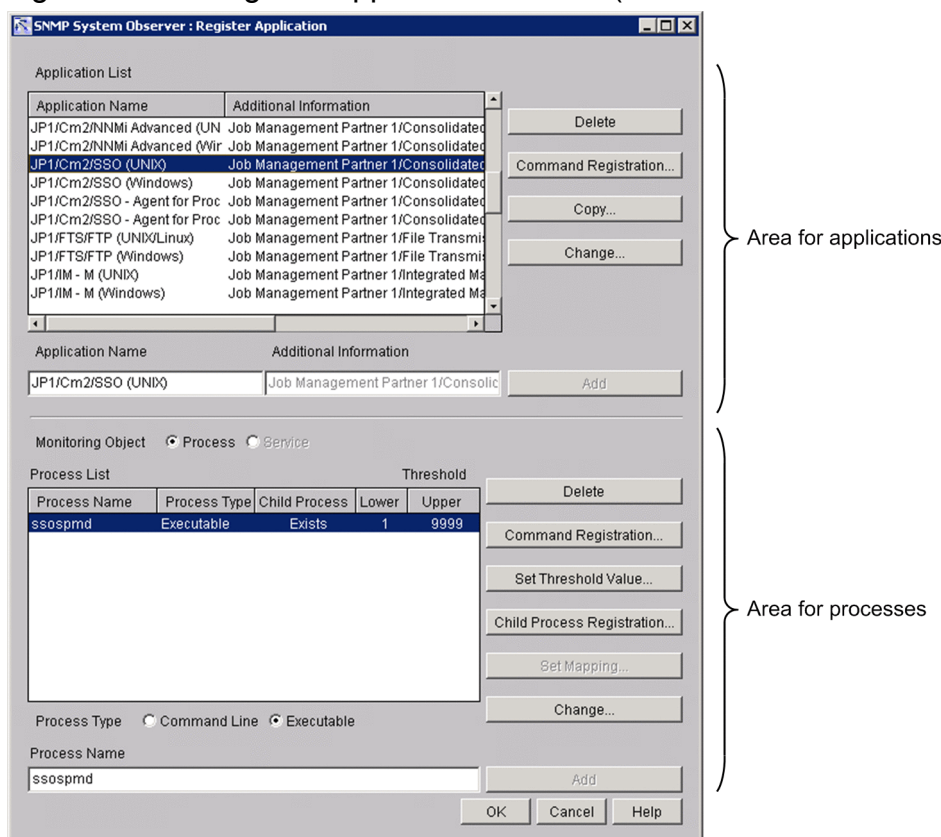 SNMP System Observer : Register Application
Application List
Application Name Additional Information
JP1/Cm2/NNMi Advanced (UN Job Management Partner 1/Consolidated
JP1/Cm2/NNMi Advanced (Wir Job Management Partner 1/Consolidated
JP1/Cm2/SSO (UNIX) Job Management Partner 1/Consolidated
JP1/Cm2/SSO (Windows) Job Management Partner 1/Consolidated
JP1/Cm2/SSO - Agent for Proc Job Management Partner 1/Consolidated
JP1/Cm2/SSO - Agent for Proc Job Management Partner 1/Consolidated
JP1/FTS/FTP (UNIX/Linux) Job Management Partner 1/File Transmis
JP1/FTS/FTP (Windows) Job Management Partner 1/File Transmis
JP1/IM - M (UNIX) Job Management Partner 1/Integrated Ma
JP1/IM - M (Windows) Job Management Partner 1/Integrated Ma
Delete
Command Registration...
Copy...
Change...
Area for applications
Application Name Additional Information
JP1/Cm2/SSO (UNIX) Job Management Partner 1/Consolic Add
Monitoring Object Process Service
Process List Threshold
Process Name Process Type Child Process Lower Upper
ssospmd Executable Exists 1 9999
Delete
Command Registration...
Set Threshold Value...
Child Process Registration...
Set Mapping...
Change...
Area for processes
Process Type Command Line Executable
Process Name
ssospmd Add
OK Cancel Help